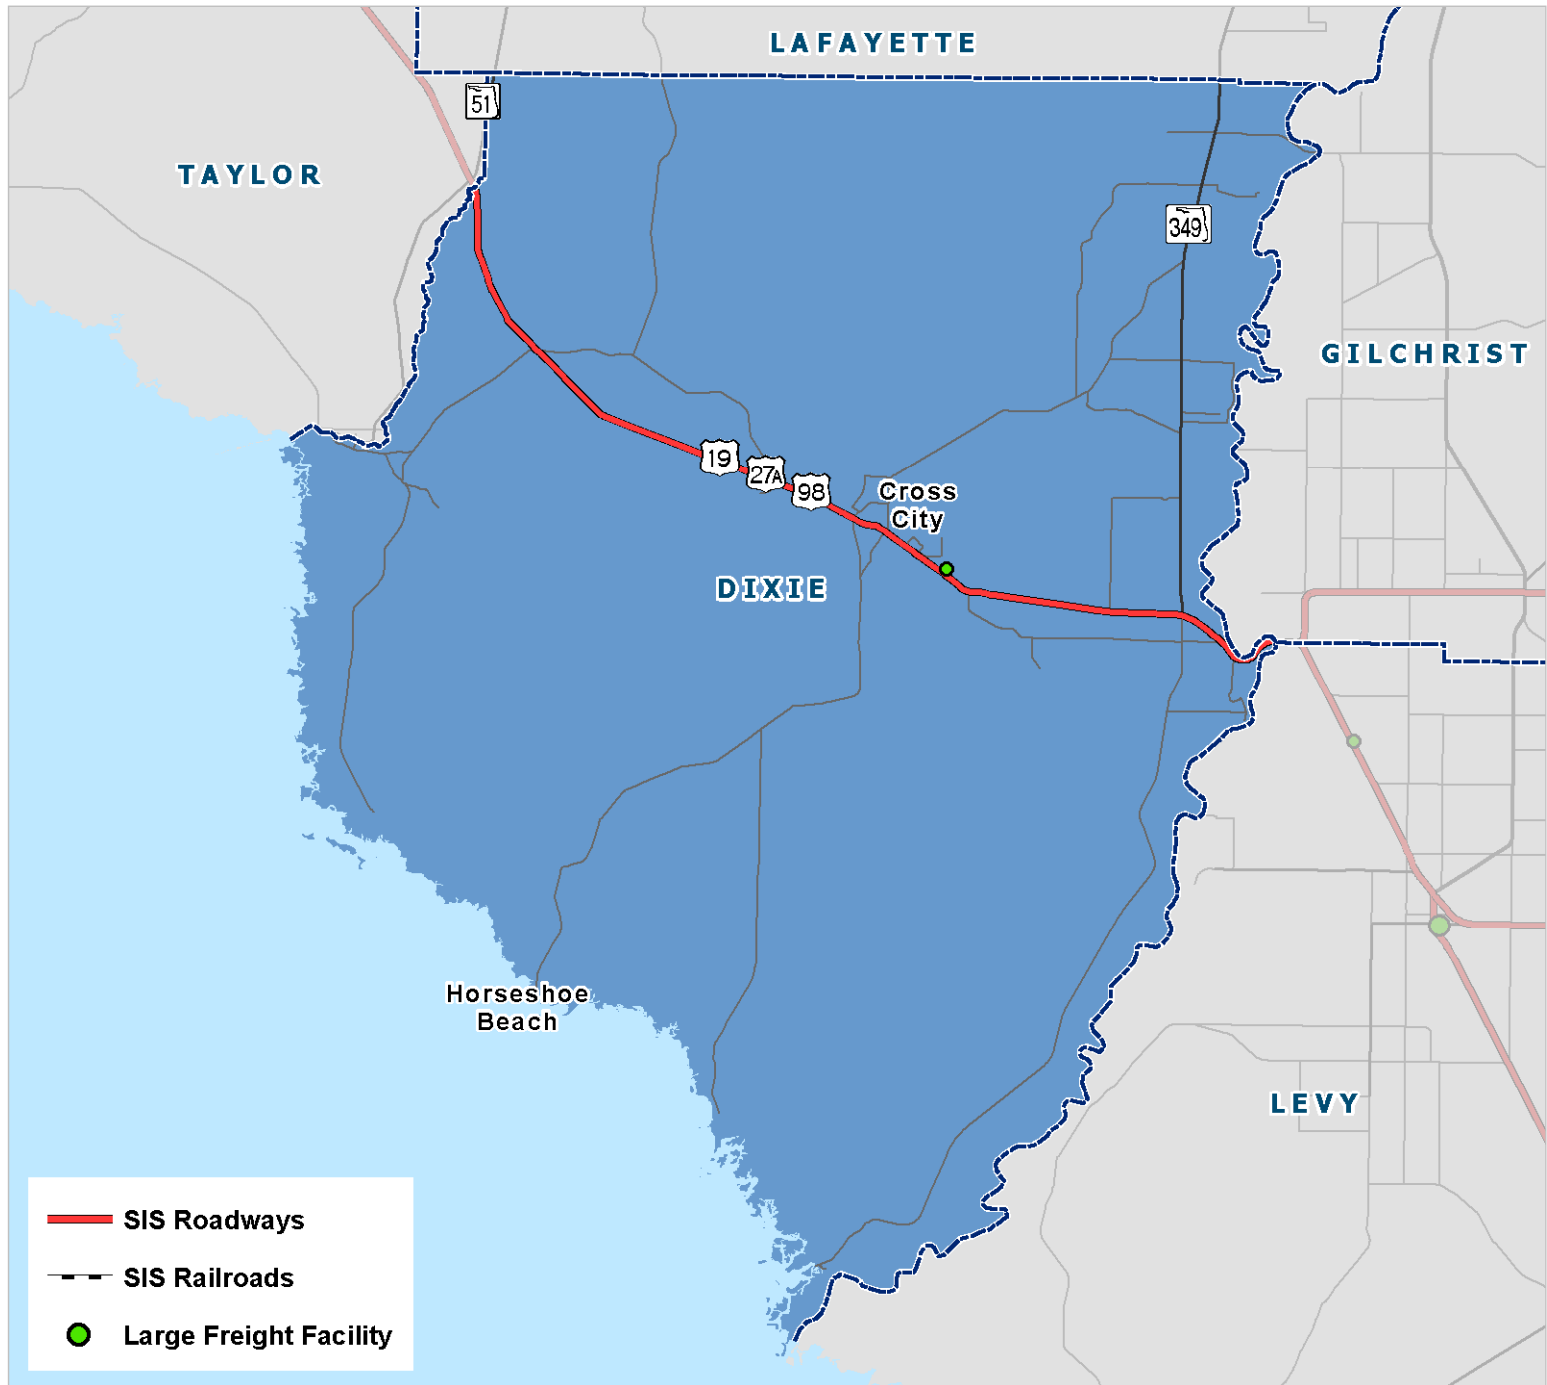 LAFAYETTE
51
TAYLOR
349
GILCHRIST
19
27A
98
Cross
City
DIXIE
Horseshoe
Beach
LEVY
SIS Roadways
SIS Railroads
Large Freight Facility